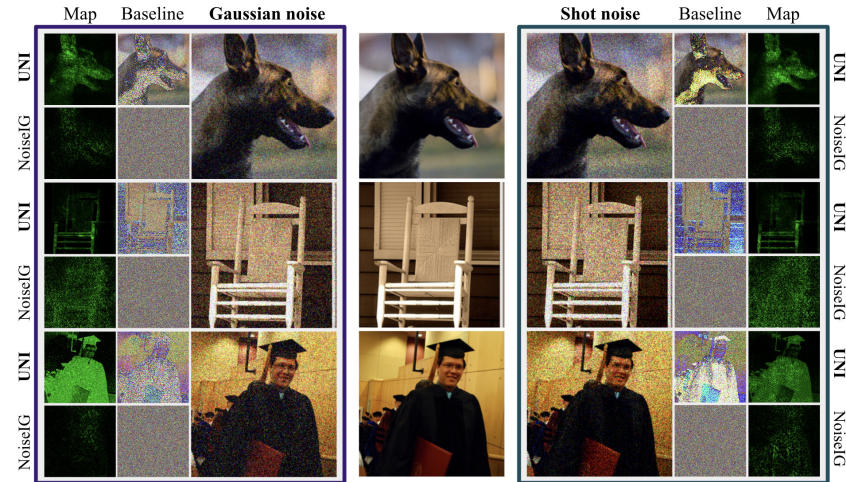 Map Baseline Gaussian noise Shot noise Baseline Map
UNI UNI
NoiseIG NoiseIG
UNI UNI
NoiseIG NoiseIG
UNI UNI
NoiseIG NoiseIG